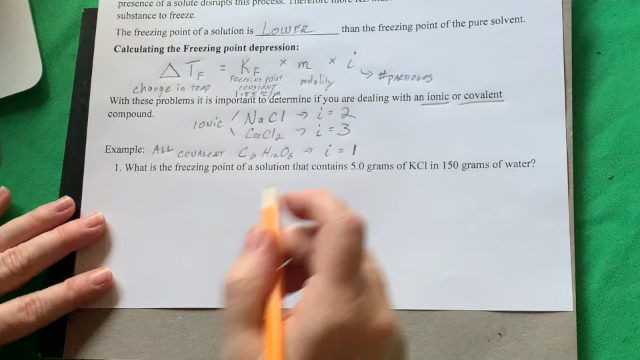 presence of a solute disrupts this process. Therefore more
substance to freeze.
The freezing point of a solution is LOWER than the freezing point of the pure solvent.
Calculating the Freezing point depression:
ΔTF = KF × m × i → #PARTICLES
change in temp FREEZING POINT CONSTANT molality
With these problems it is important to determine if you are dealing with an ionic or covalent
compound.
IONIC / NaCl → i = 2
\ CaCl2 → i = 3
Example: ALL COVALENT C6H12O6 → i = 1
1. What is the freezing point of a solution that contains 5.0 grams of KCl in 150 grams of water?